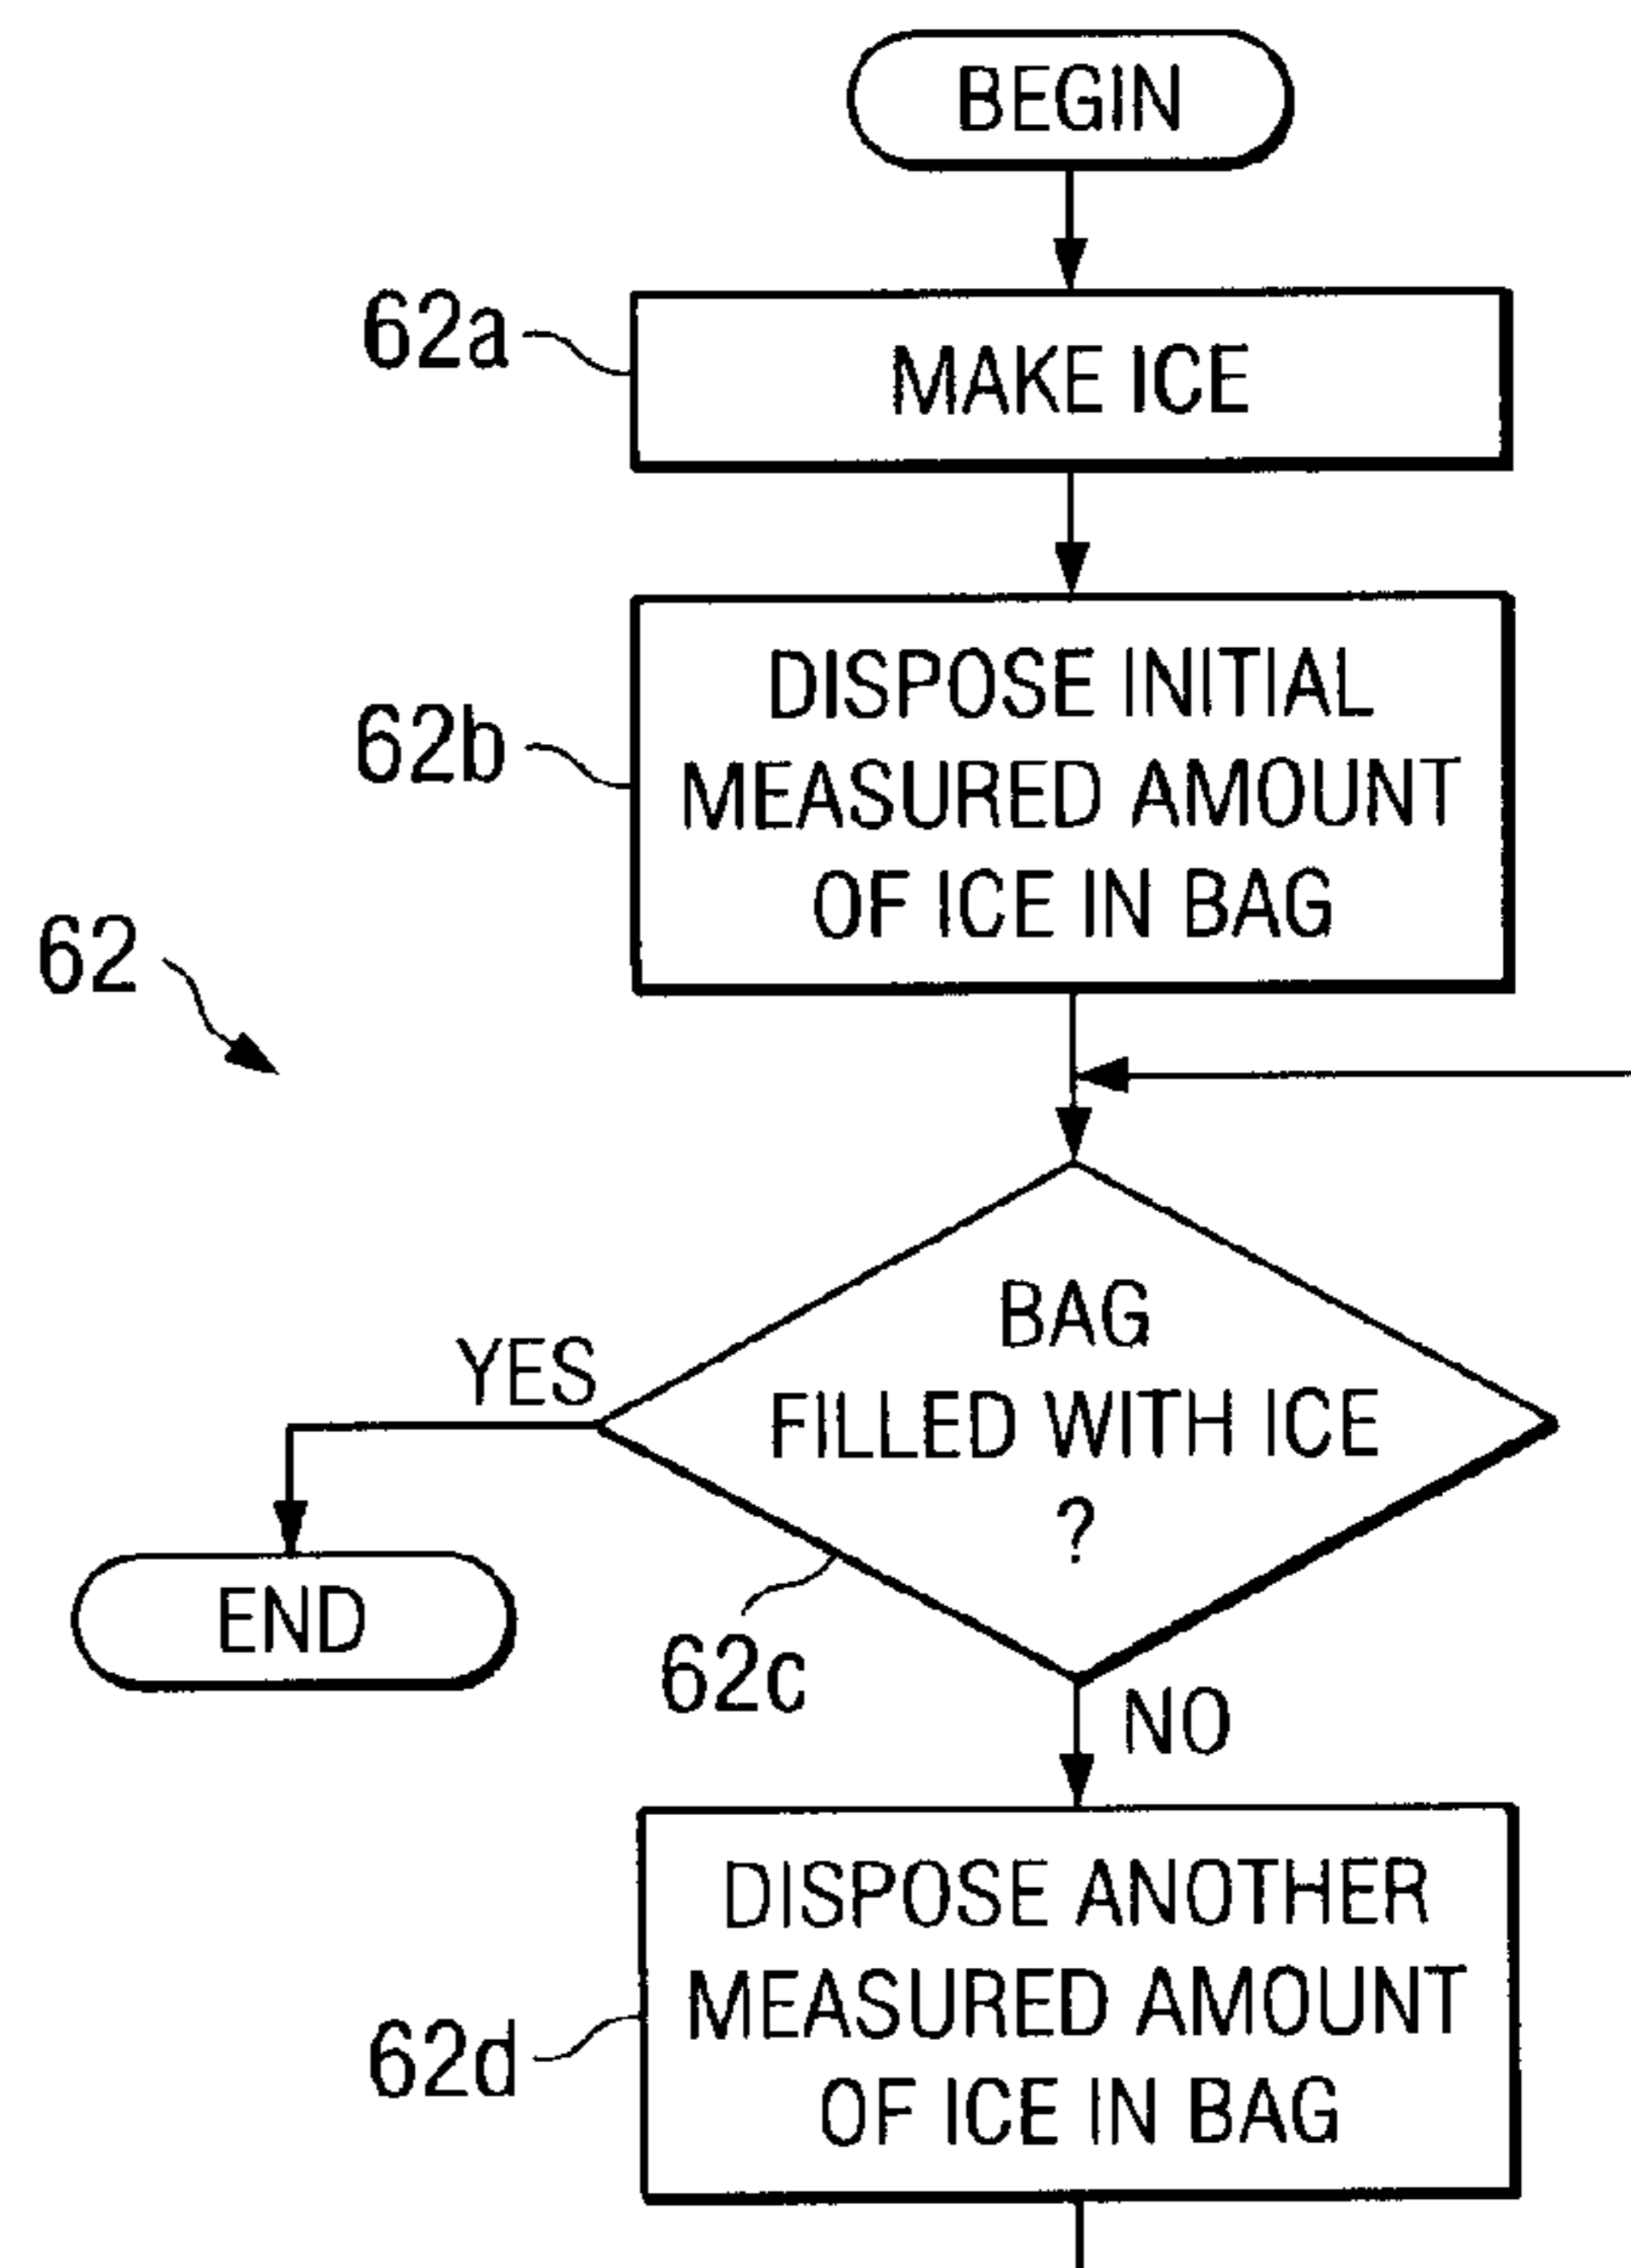 BEGIN
62a
MAKE ICE
62b
DISPOSE INITIAL
MEASURED AMOUNT
OF ICE IN BAG
62
BAG
FILLED WITH ICE
?
YES
END
62c
NO
62d
DISPOSE ANOTHER
MEASURED AMOUNT
OF ICE IN BAG